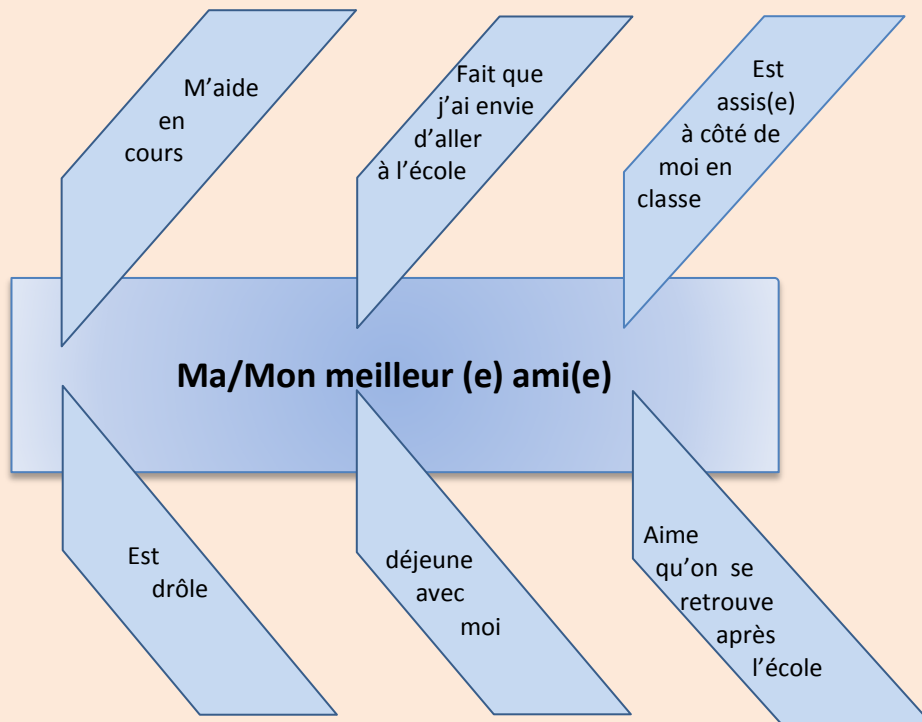 M’aide
en
cours
Fait que
j’ai envie
d’aller
à l’école
Est
assis(e)
à côté de
moi en
classe
Ma/Mon meilleur (e) ami(e)
Est
drôle
déjeune
avec
moi
Aime
qu’on se
retrouve
après
l’école